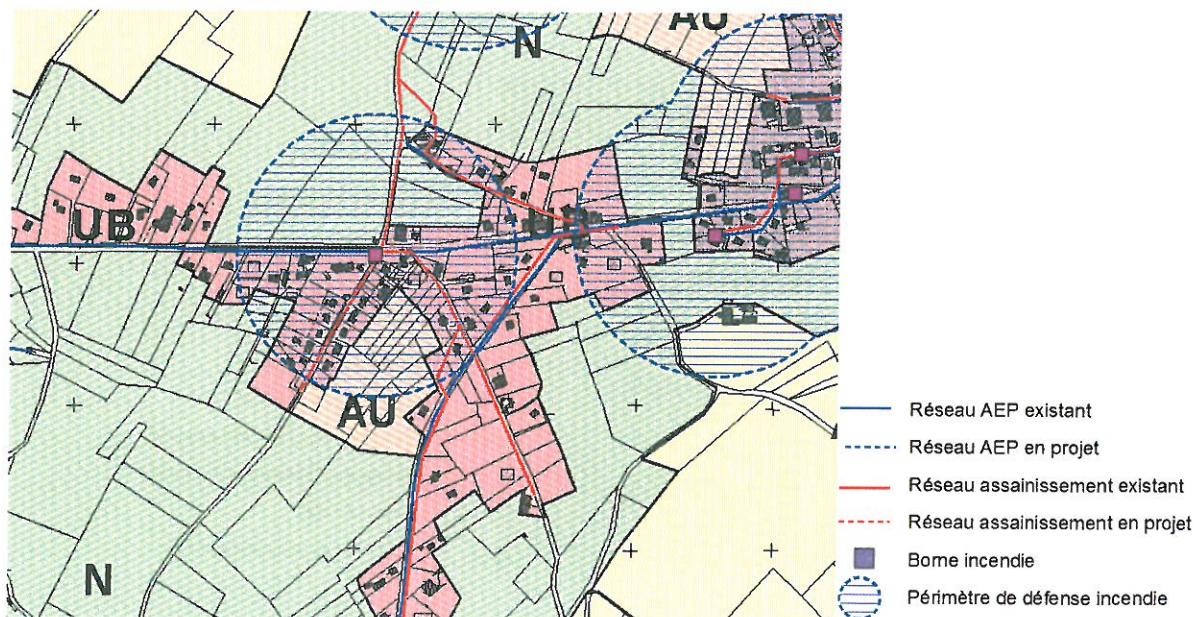 AU
N
UB
U
AU
N
Réseau AEP existant
Réseau AEP en projet
Réseau assainissement existant
Réseau assainissement en projet
Borne incendie
Périmètre de défense incendie